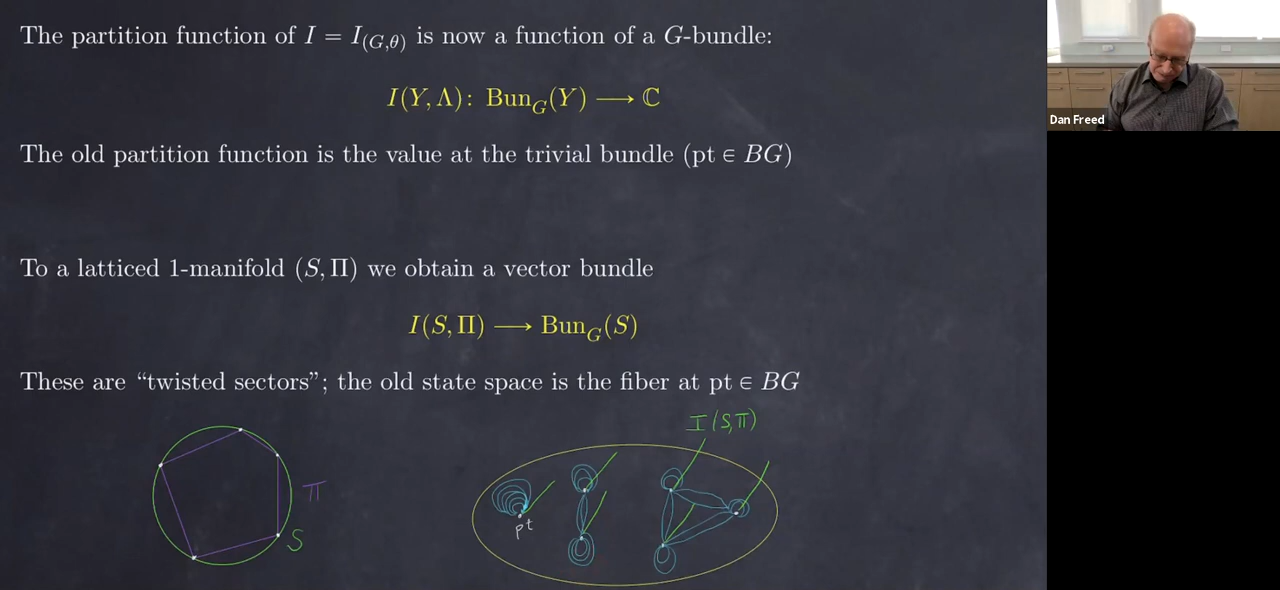 The partition function of I = I_{(G,θ)} is now a function of a G-bundle:
I(Y, Λ): Bun_G(Y) ⟶ ℂ
The old partition function is the value at the trivial bundle (pt ∈ BG)
To a latticed 1-manifold (S, Π) we obtain a vector bundle
I(S, Π) ⟶ Bun_G(S)
These are “twisted sectors”; the old state space is the fiber at pt ∈ BG
I(S,Π)
Π
pt
S
Dan Freed